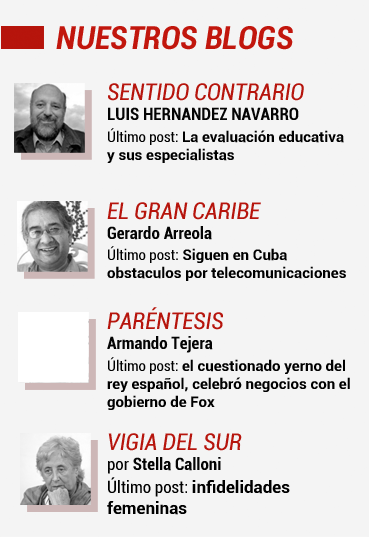 NUESTROS BLOGS
SENTIDO CONTRARIO
LUIS HERNANDEZ NAVARRO
Último post: La evaluación educativa
y sus especialistas
EL GRAN CARIBE
Gerardo Arreola
Último post: Siguen en Cuba
obstaculos por telecomunicaciones
PARÉNTESIS
Armando Tejera
Último post: el cuestionado yerno del
rey español, celebró negocios con el
gobierno de Fox
VIGIA DEL SUR
por Stella Calloni
Último post: infidelidades
femeninas